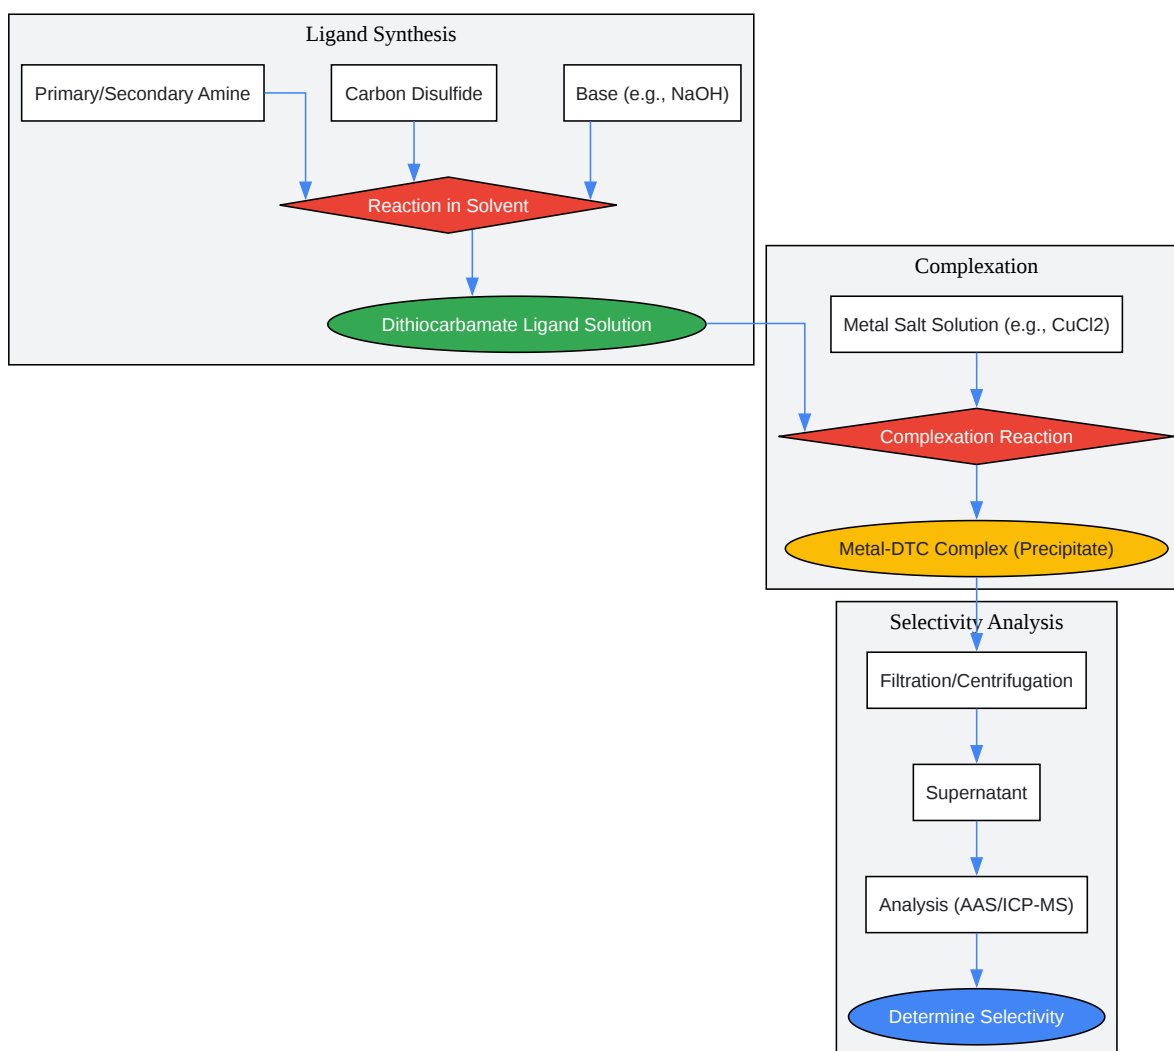 Ligand Synthesis
Primary/Secondary Amine
Carbon Disulfide
Base (e.g., NaOH)
Reaction in Solvent
Dithiocarbamate Ligand Solution
Complexation
Metal Salt Solution (e.g., CuCl2)
Complexation Reaction
Metal-DTC Complex (Precipitate)
Selectivity Analysis
Filtration/Centrifugation
Supernatant
Analysis (AAS/ICP-MS)
Determine Selectivity